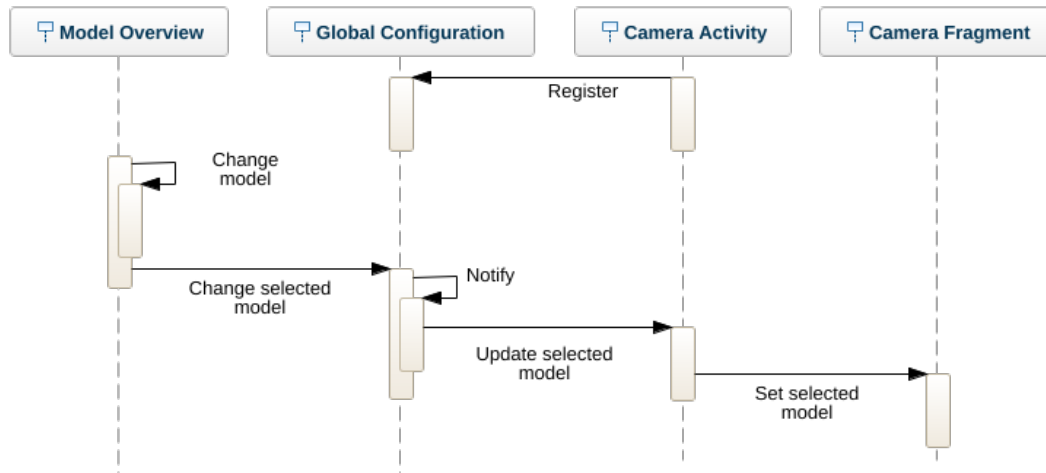 Model Overview
Global Configuration
Camera Activity
Camera Fragment
Register
Change
model
Change selected
model
Notify
Update selected
model
Set selected
model